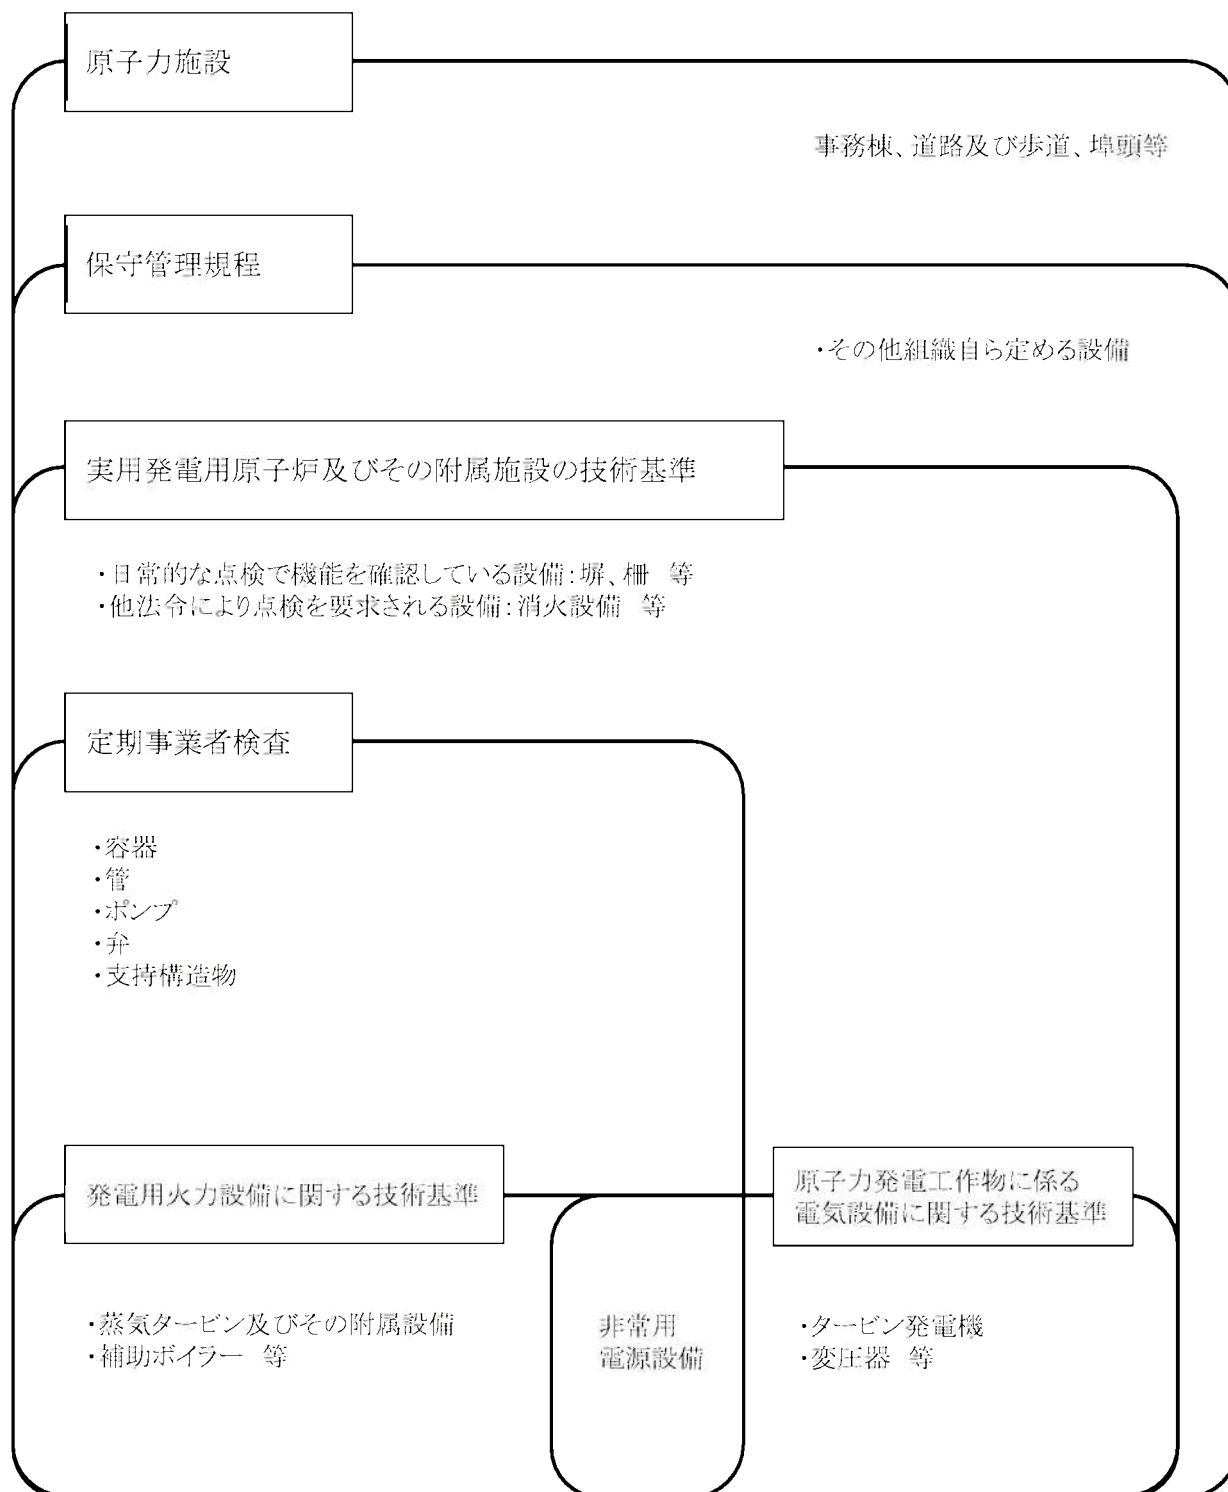 原子力施設
事務棟、道路及び歩道、埠頭等
保守管理規程
・その他組織自ら定める設備
実用発電用原子炉及びその附属施設の技術基準
・日常的な点検で機能を確認している設備：塀、柵　等
・他法令により点検を要求される設備：消火設備　等
定期事業者検査
・容器
・管
・ポンプ
・弁
・支持構造物
発電用火力設備に関する技術基準
原子力発電工作物に係る
電気設備に関する技術基準
・蒸気タービン及びその附属設備
・補助ボイラー　等
非常用
電源設備
・タービン発電機
・変圧器　等